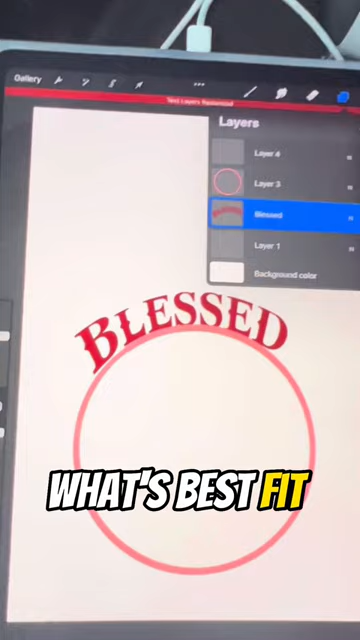 Gallery
Text Layers Rasterized
Layers
Layer 4
N
Layer 3
N
Blessed
N
Layer 1
N
Background color
BLESSED
WHAT'S BEST FIT